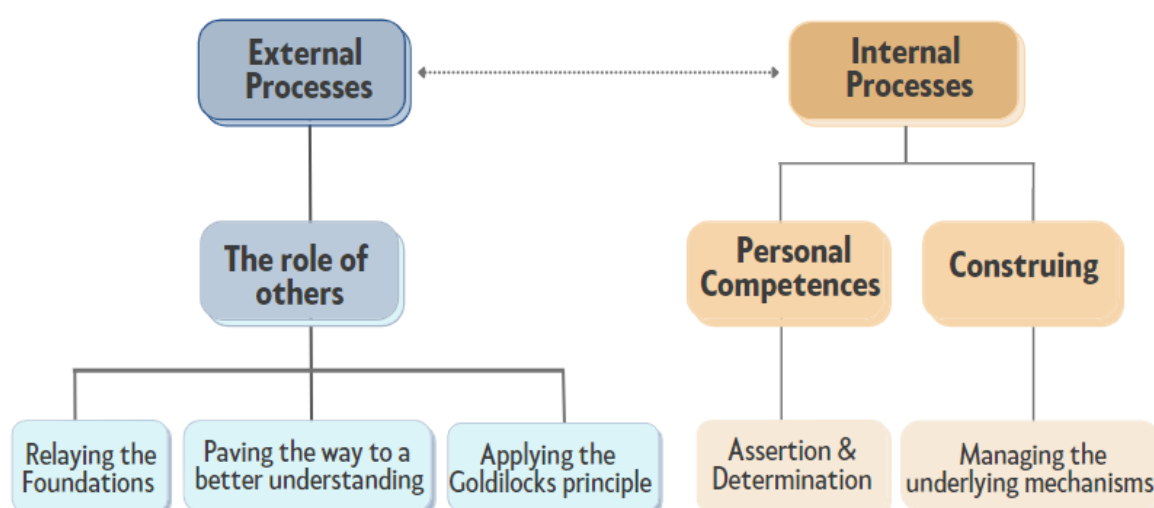 External
Processes
Internal
Processes
The role of
others
Personal
Competences
Construing
Relaying the
Foundations
Paving the way to a
better understanding
Applying the
Goldilocks principle
Assertion &
Determination
Managing the
underlying mechanisms